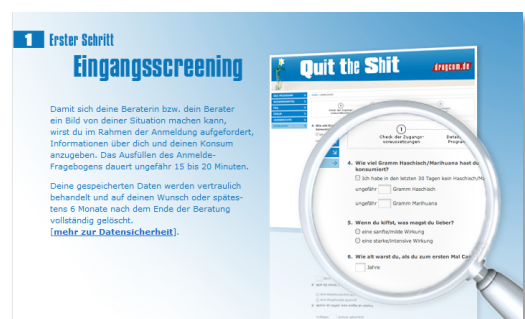 1 Erster Schritt
Eingangsscreening
Damit sich deine Beraterin bzw. dein Berater
ein Bild von deiner Situation machen kann,
wirst du im Rahmen der Anmeldung aufgefordert,
Informationen über dich und deinen Konsum
anzugeben. Das Ausfüllen des Anmelde-
Fragebogens dauert ungefähr 15 bis 20 Minuten.
Deine gespeicherten Daten werden vertraulich
behandelt und auf deinen Wunsch oder spätes-
tens 6 Monate nach dem Ende der Beratung
vollständig gelöscht.
[mehr zur Datensicherheit].
Quit the Shit
drugcom.de
1
Check der Zugangs-
voraussetzungen
4. Wie viel Gramm Haschisch/Marihuana hast du
konsumiert?
Ich habe in den letzten 30 Tagen kein
ungefähr Gramm Haschisch
ungefähr Gramm Marihuana
5. Wenn du kiffst, was magst du lieber?
eine sanfte/milde Wirkung
eine starke/intensive Wirkung
6. Wie alt warst du, als du zum ersten Mal
Jahre